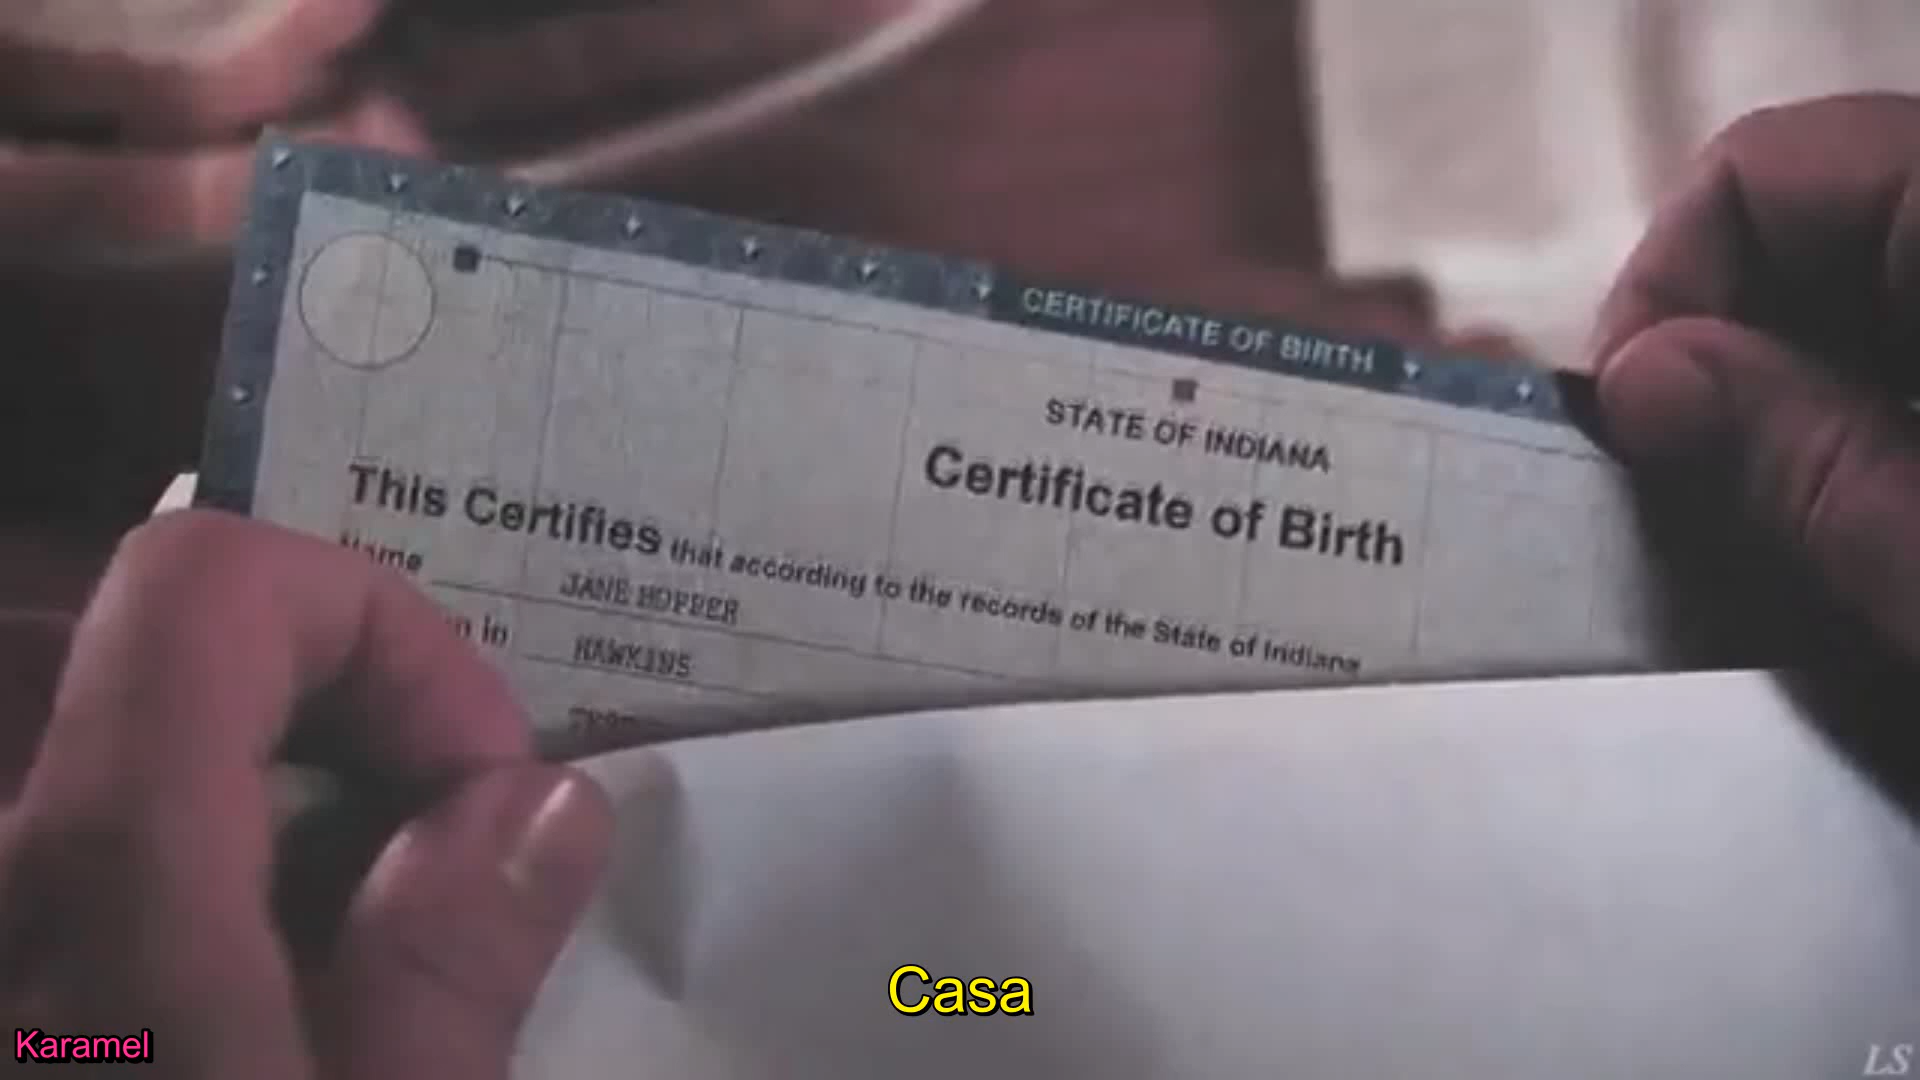 CERTIFICATE OF BIRTH
STATE OF INDIANA
Certificate of Birth
This Certifies that according to the records of the State of Indiana
Name JANE HOPPER
in HAWKINS
Casa
Karamel
LS